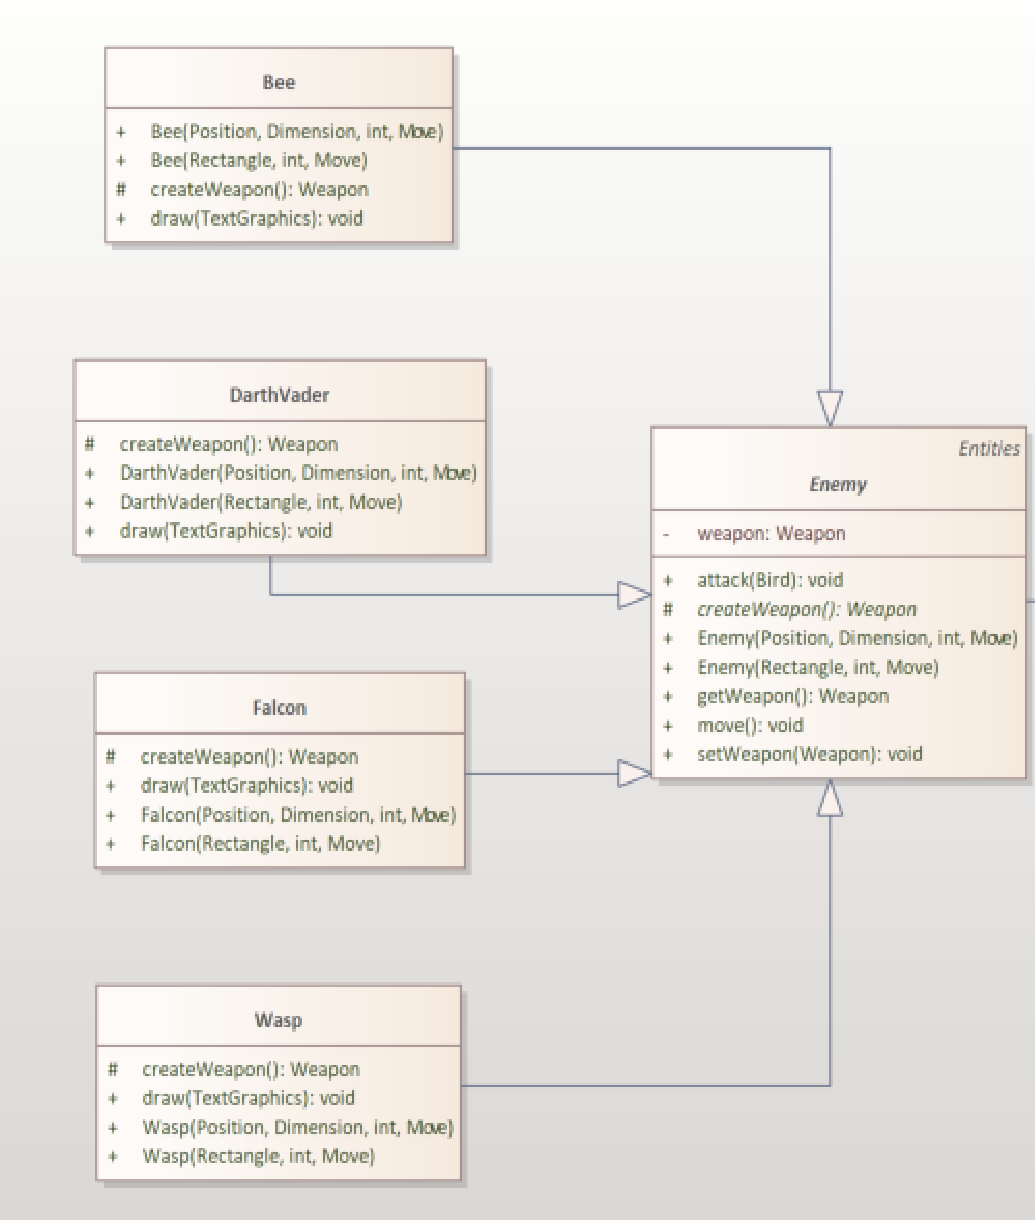 Bee
+ Bee(Position, Dimension, int, Move)
+ Bee(Rectangle, int, Move)
# createWeapon(): Weapon
+ draw(TextGraphics): void
DarthVader
# createWeapon(): Weapon
+ DarthVader(Position, Dimension, int, Move)
+ DarthVader(Rectangle, int, Move)
+ draw(TextGraphics): void
Entities
Enemy
- weapon: Weapon
+ attack(Bird): void
# createWeapon(): Weapon
+ Enemy(Position, Dimension, int, Move)
+ Enemy(Rectangle, int, Move)
+ getWeapon(): Weapon
+ move(): void
+ setWeapon(Weapon): void
Falcon
# createWeapon(): Weapon
+ draw(TextGraphics): void
+ Falcon(Position, Dimension, int, Move)
+ Falcon(Rectangle, int, Move)
Wasp
# createWeapon(): Weapon
+ draw(TextGraphics): void
+ Wasp(Position, Dimension, int, Move)
+ Wasp(Rectangle, int, Move)